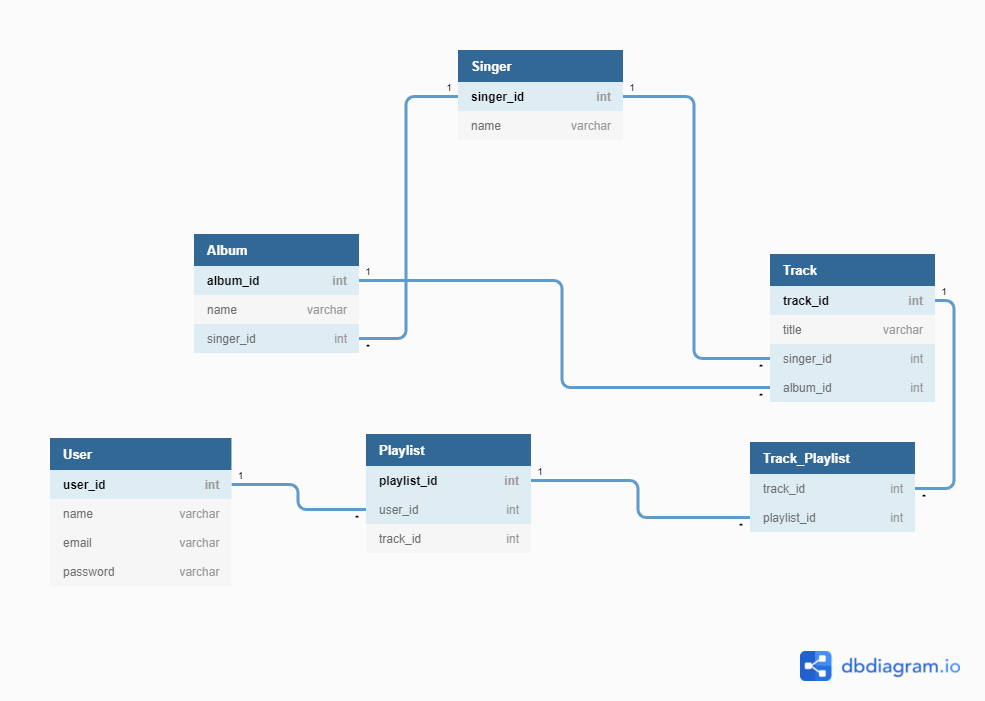 Singer
1 singer_id int 1
name varchar
Album
album_id int 1
name varchar
singer_id int *
Track
track_id int 1
title varchar
* singer_id int
* album_id int
User
user_id int 1
name varchar
email varchar
password varchar
Playlist
playlist_id int 1
* user_id int
track_id int
Track_Playlist
track_id int *
* playlist_id int
dbdiagram.io